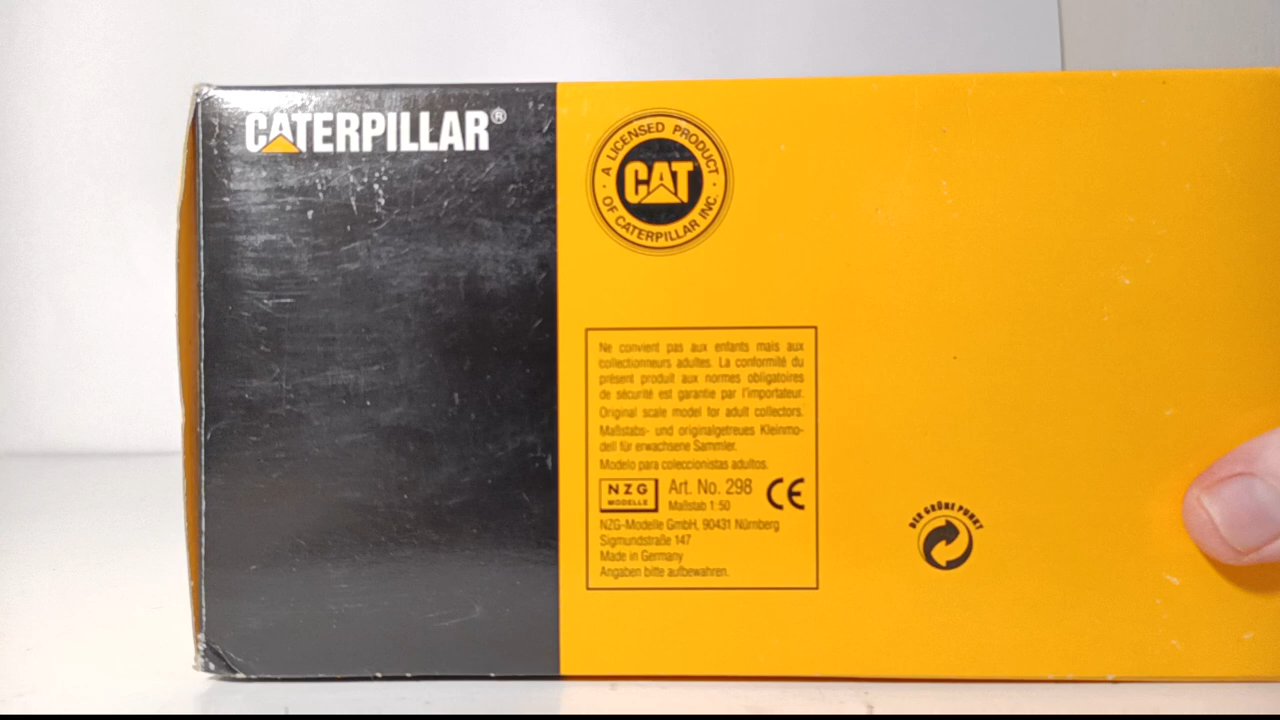 CATERPILLAR®
A LICENSED PRODUCT
CAT
OF CATERPILLAR INC.
Ne convient pas aux enfants mais aux
collectionneurs adultes. La conformité du
présent produit aux normes obligatoires
de sécurité est garantie par l'importateur.
Original scale model for adult collectors.
Maßstabs- und originalgetreues Kleinmo-
dell für erwachsene Sammler.
Modelo para coleccionistas adultos.
NZG
MODELLE
Art. No. 298
Maßstab 1:50
CE
NZG-Modelle GmbH, 90431 Nürnberg
Sigmundstraße 147
Made in Germany
Angaben bitte aufbewahren.
DER GRÜNE PUNKT